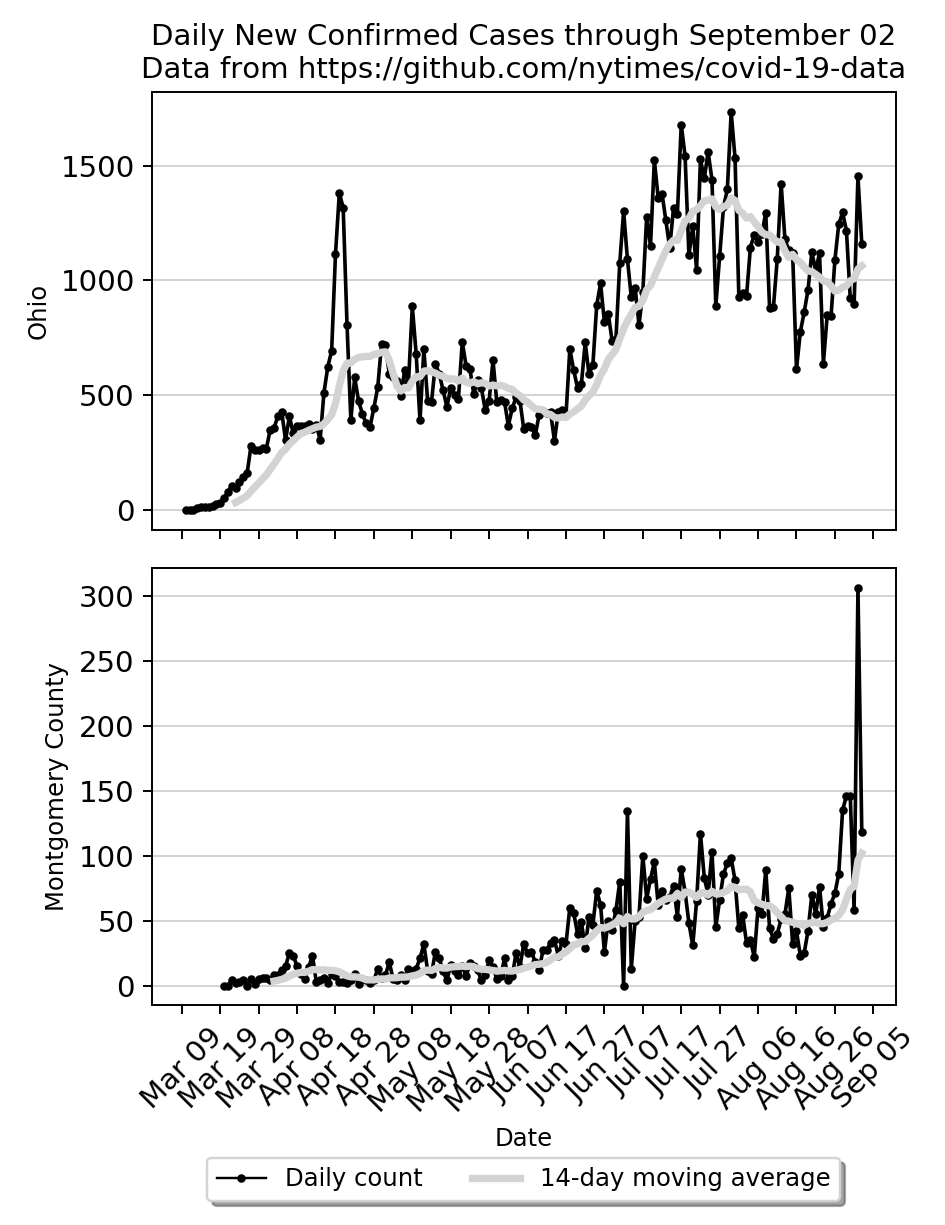 Daily New Confirmed Cases through September 02
Data from https://github.com/nytimes/covid-19-data
1500
1000
500
0
Ohio
300
250
200
150
100
50
0
Montgomery County
Mar 09
Mar 19
Mar 29
Apr 08
Apr 18
Apr 28
May 08
May 18
May 28
Jun 07
Jun 17
Jun 27
Jul 07
Jul 17
Jul 27
Aug 06
Aug 16
Aug 26
Sep 05
Date
Daily count
14-day moving average